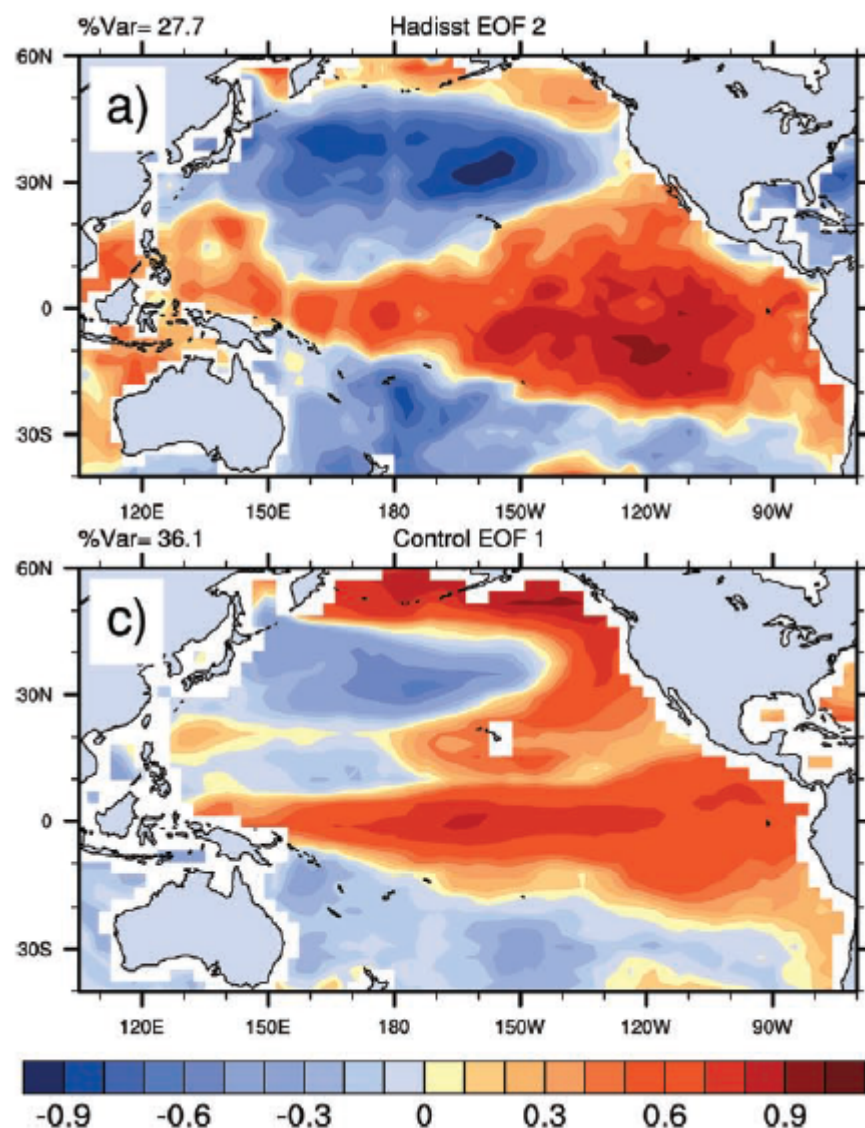 %Var= 27.7 Hadisst EOF 2
a)
60N
30N
0
30S
120E 150E 180 150W 120W 90W
%Var= 36.1 Control EOF 1
c)
60N
30N
0
30S
120E 150E 180 150W 120W 90W
-0.9 -0.6 -0.3 0 0.3 0.6 0.9